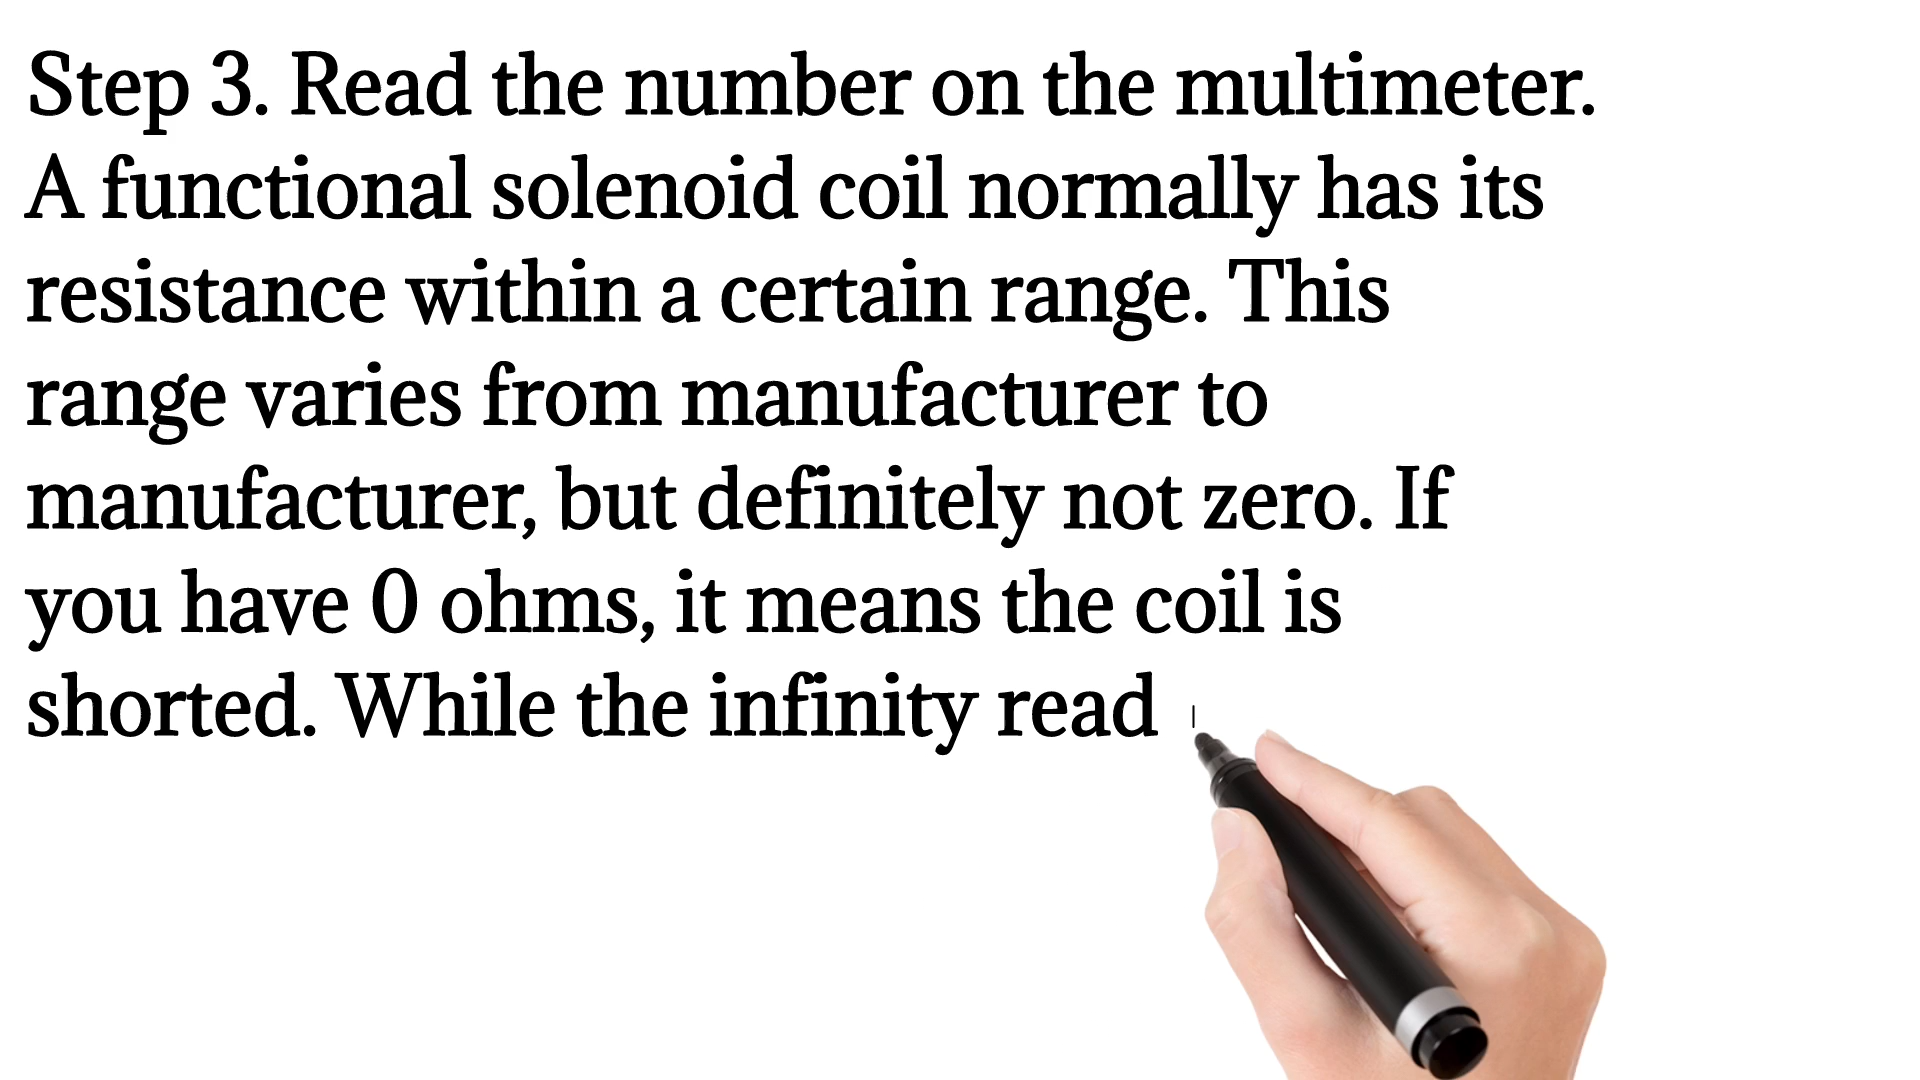 Step 3. Read the number on the multimeter.
A functional solenoid coil normally has its
resistance within a certain range. This
range varies from manufacturer to
manufacturer, but definitely not zero. If
you have 0 ohms, it means the coil is
shorted. While the infinity read